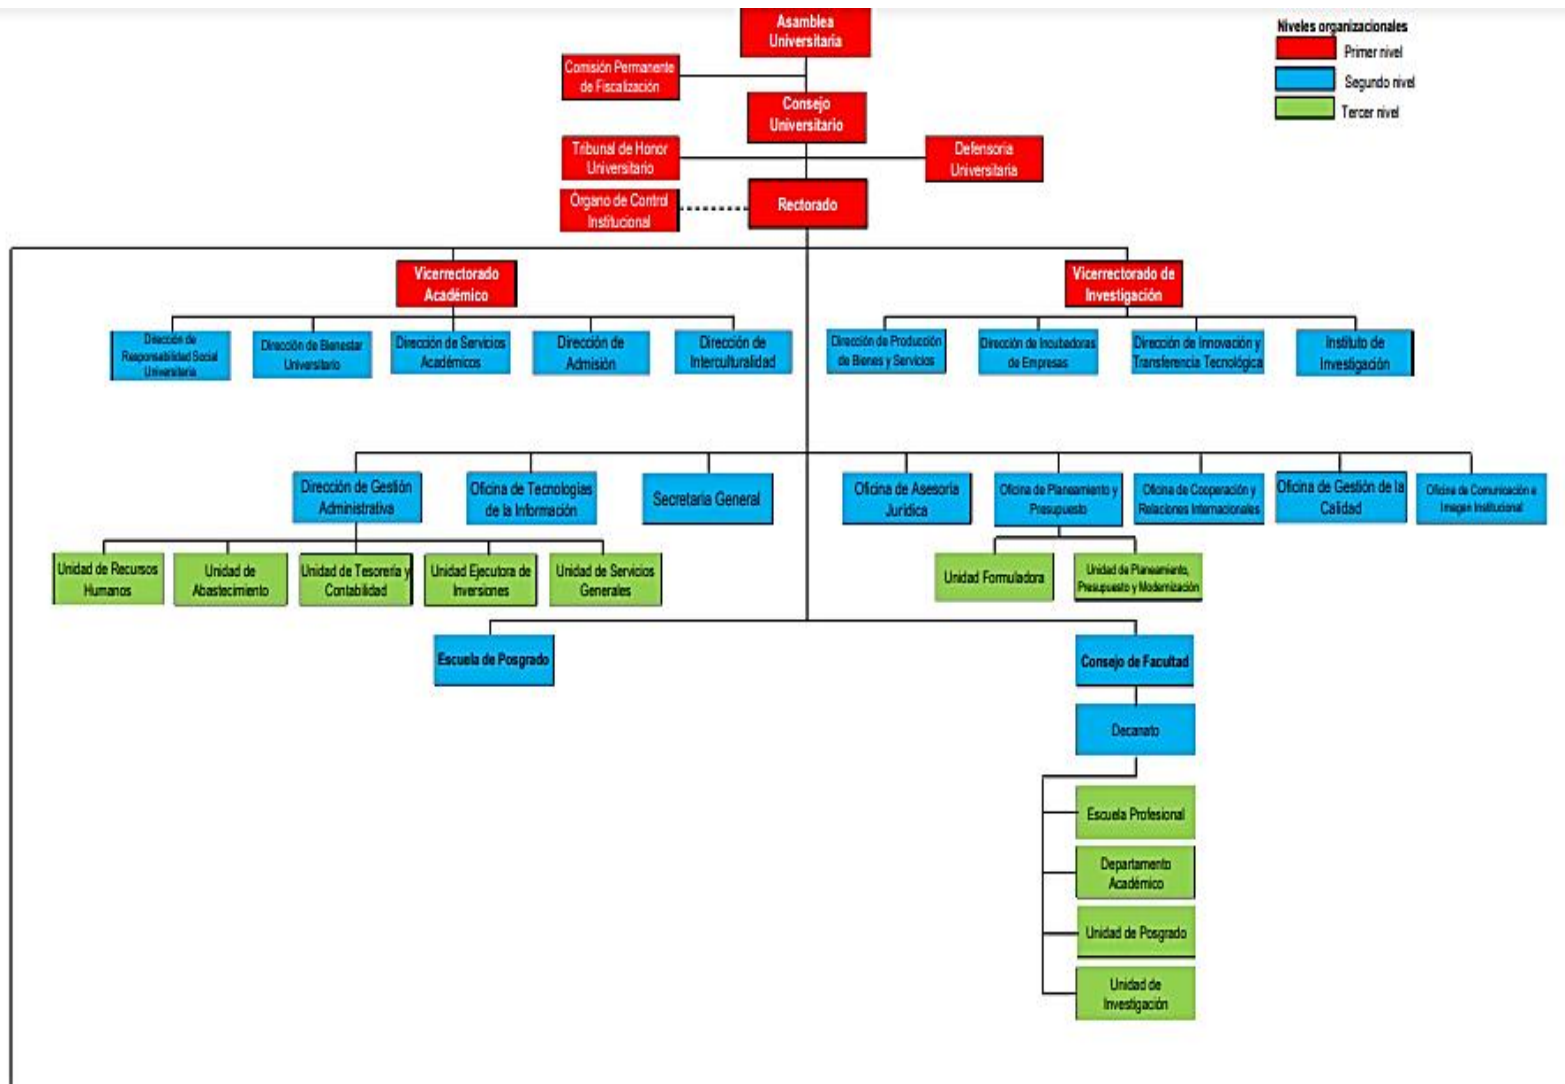 Asamblea
Universitaria
Niveles organizacionales
Primer nivel
Segundo nivel
Tercer nivel
Comisión Permanente
de Fiscalización
Consejo
Universitario
Tribunal de Honor
Universitario
Defensoria
Universitaria
Órgano de Control
Institucional
Rectorado
Vicerrectorado
Académico
Vicerrectorado de
Investigación
Dirección de
Responsabilidad Social
Universitaria
Dirección de Bienestar
Universitario
Dirección de Servicios
Académicos
Dirección de
Admisión
Dirección de
Interculturalidad
Dirección de Producción
de Bienes y Servicios
Dirección de Incubadoras
de Empresas
Dirección de Innovación y
Transferencia Tecnológica
Instituto de
Investigación
Dirección de Gestión
Administrativa
Oficina de Tecnologías
de la Información
Secretaria General
Oficina de Asesoría
Jurídica
Oficina de Planeamiento y
Presupuesto
Oficina de Cooperación y
Relaciones Internacionales
Oficina de Gestión de la
Calidad
Oficina de Comunicación e
Imagen Institucional
Unidad de Recursos
Humanos
Unidad de
Abastecimiento
Unidad de Tesorería y
Contabilidad
Unidad Ejecutora de
Inversiones
Unidad de Servicios
Generales
Unidad Formuladora
Unidad de Planeamiento,
Presupuesto y Modernización
Escuela de Posgrado
Consejo de Facultad
Decanato
Escuela Profesional
Departamento
Académico
Unidad de Posgrado
Unidad de
Investigación